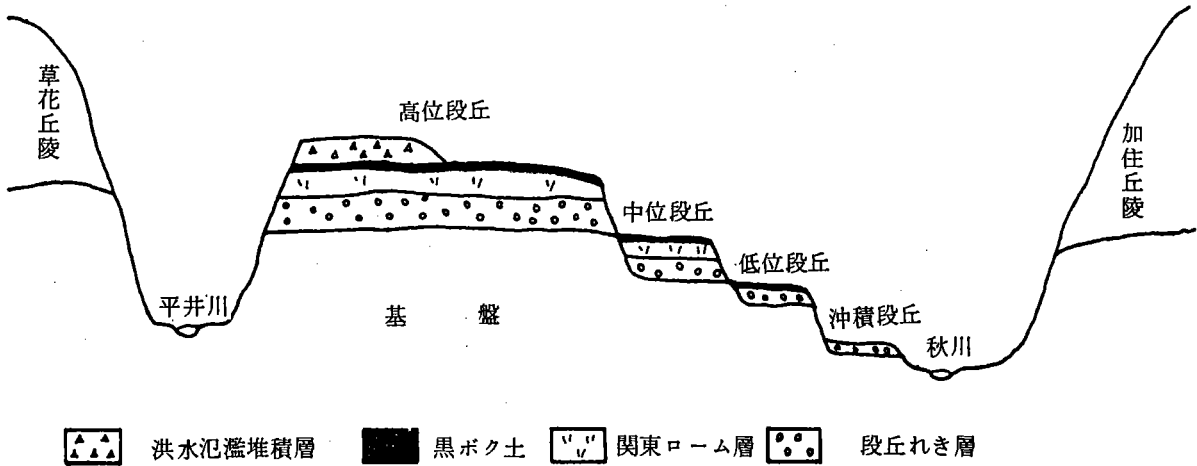 草花丘陵
高位段丘
加住丘陵
中位段丘
低位段丘
平井川
基盤
沖積段丘
秋川
洪水氾濫堆積層
黒ボク土
関東ローム層
段丘れき層